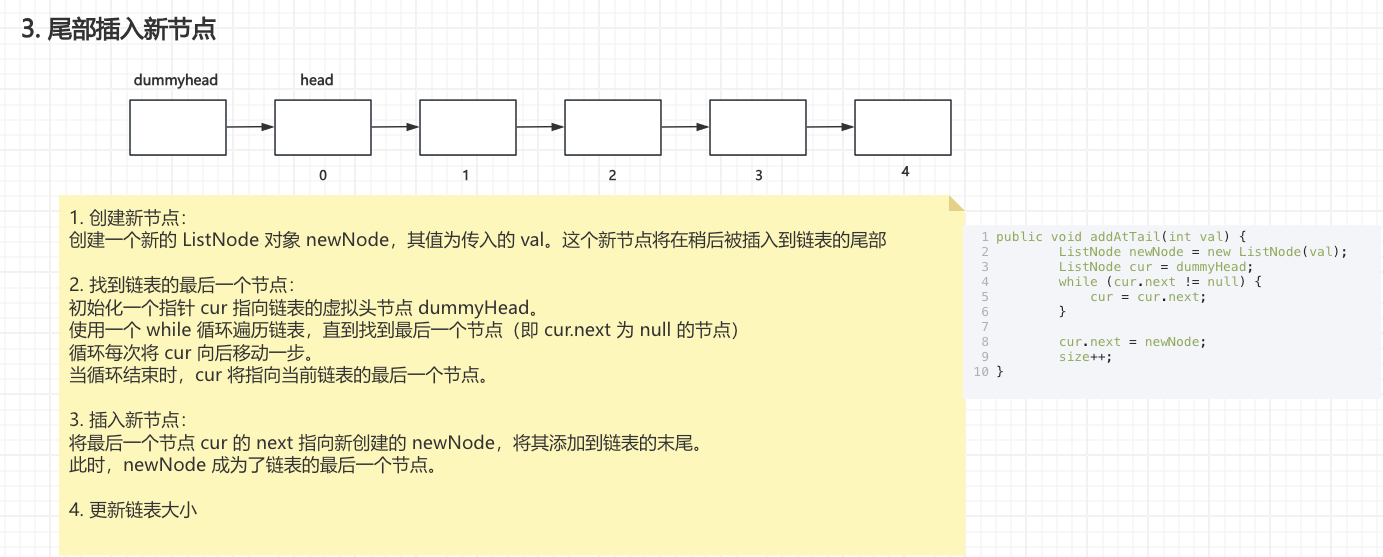 3. 尾部插入新节点
dummyhead head
0 1 2 3 4
1. 创建新节点：
创建一个新的 ListNode 对象 newNode，其值为传入的 val。这个新节点将在稍后被插入到链表的尾部
2. 找到链表的最后一个节点：
初始化一个指针 cur 指向链表的虚拟头节点 dummyHead。
使用一个 while 循环遍历链表，直到找到最后一个节点（即 cur.next 为 null 的节点）
循环每次将 cur 向后移动一步。
当循环结束时，cur 将指向当前链表的最后一个节点。
3. 插入新节点：
将最后一个节点 cur 的 next 指向新创建的 newNode，将其添加到链表的末尾。
此时，newNode 成为了链表的最后一个节点。
4. 更新链表大小
1 public void addAtTail(int val) {
2 ListNode newNode = new ListNode(val);
3 ListNode cur = dummyHead;
4 while (cur.next != null) {
5 cur = cur.next;
6 }
7
8 cur.next = newNode;
9 size++;
10 }